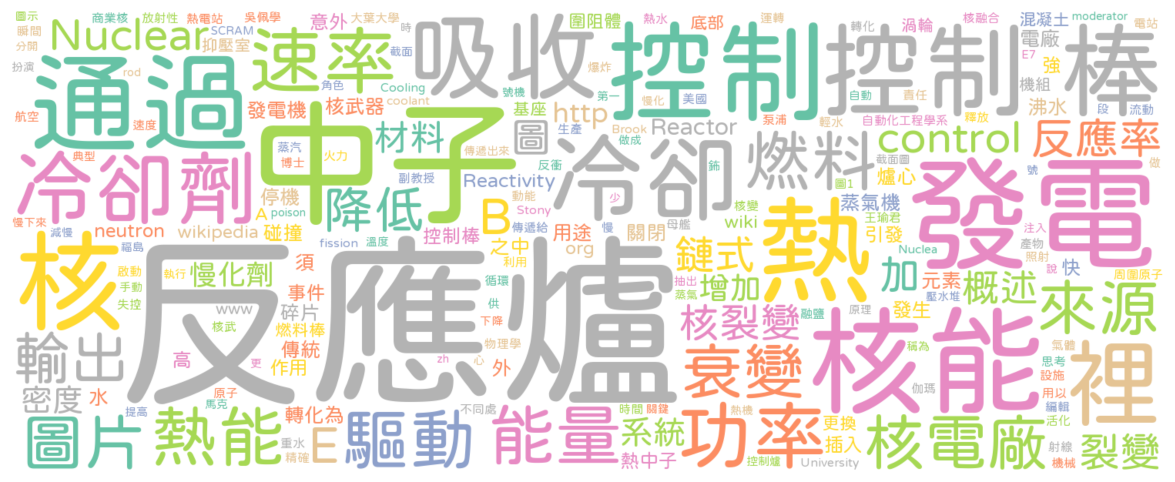 圖示
商業核
放射性
熱電站
吳佩學
意外
大葉大學
時
圍阻體
熱水
底部
運轉
轉化
渦輪
核融合
混凝土
moderator
電站
瞬間
分開
Nuclear
SCRAM
抑壓室
速率
截面
吸收
爆炸
控制
控制
棒
電廠
E7
強
機組
扮演
rod
通過
角色
Cooling
號機
第一
慢化
美國
自動
責任
沸水
段
流動
航空
速度
發電機
核武器
coolant
基座
http
生產
Brook
Reactor
泵浦
輕水
釋放
自動化工程學系
典型
冷卻劑
蒸汽
博士
火力
中子
材料
圖
傳遞出來
反衝
做成
鈽
冷卻
燃料
control
截面圖
圖1
爐心
反應率
做
號
停機
副教授
降低
Reactivity
動能
少
核變
蒸氣機
發電
慢下來
A
poison
B
Stony
母艦
王瑜君
注入
減慢
neutron
wikipedia
碰撞
控制棒
傳遞給
慢
用途
wiki
引發
產物
福島
fission
溫度
之中
利用
org
關閉
鏈式
熱
Nuclea
照射
說
周圍原子
核
啟動
執行
慢化劑
須
循環
抽出
蒸氣
增加
加
元素
快
概述
來源
手動
失控
www
事件
碎片
反應爐
供
下降
核裂變
壓水堆
融鹽
原理
發生
核武
燃料棒
傳統
物理學
稱為
氣體
輸出
高
更
作用
zh
心
外
衰變
伽瑪
核能
思考
設施
裡
密度
水
原子
馬克
提高
轉化為
不同處
時間
關鍵
熱機
更換
用以
編輯
活化
圖片
熱能
重水
精確
E
驅動
能量
系統
熱中子
功率
控制爐
插入
University
核電廠
射線
機械
裂變